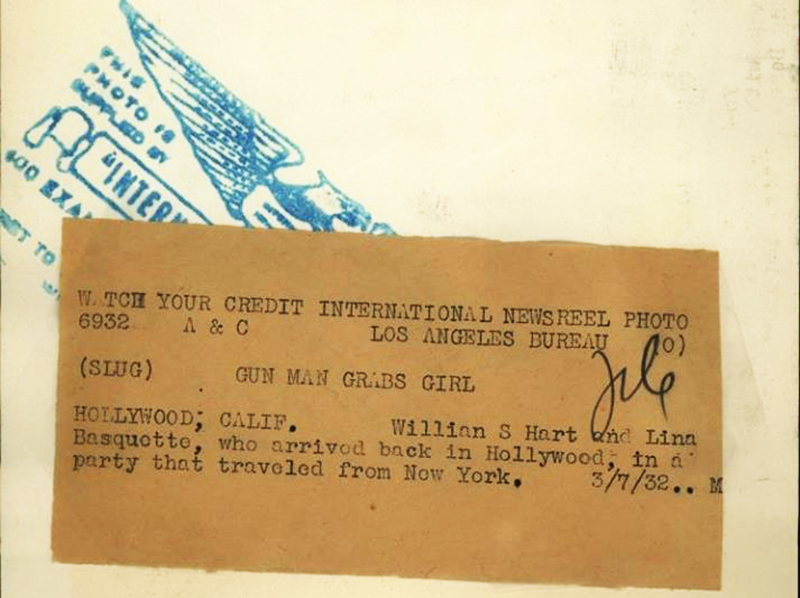 THIS
PHOTO IS
SUPPLIED BY
"INTERN
TO
W TCH YOUR CREDIT INTERNATIONAL NEWSREEL PHOTO
6932 A & C LOS ANGELES BUREAU O)
(SLUG) GUN MAN GRABS GIRL
HOLLYWOOD; CALIF. Willian S Hart and Lina
Basquette, who arrived back in Hollywood, in a
party that traveled from New York. 3/7/32.. M